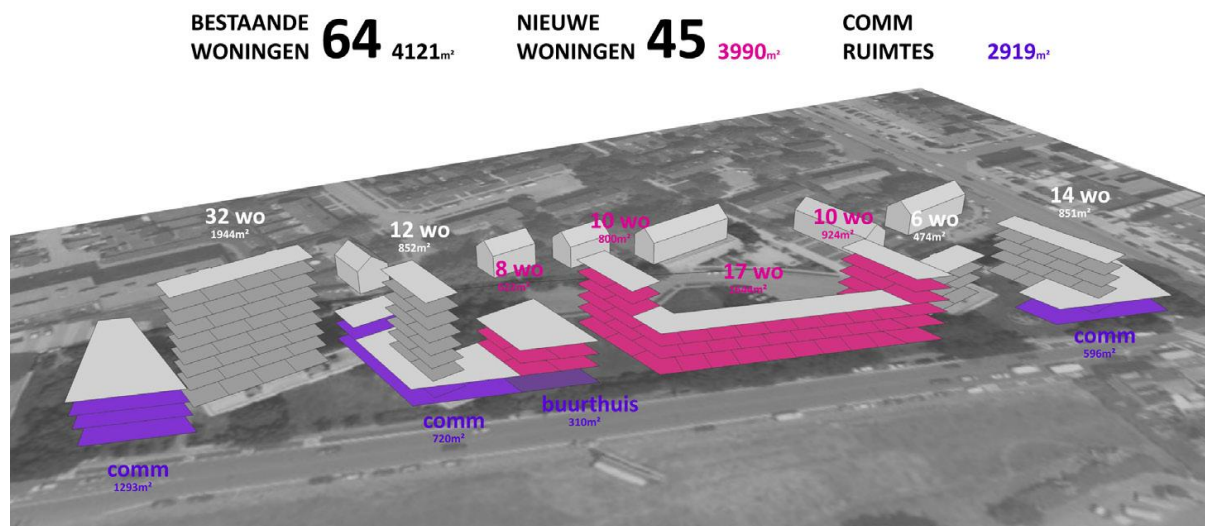 BESTAANDE
WONINGEN 64 4121m²
NIEUWE
WONINGEN 45 3990m²
COMM
RUIMTES 2919m²
32 wo
1944m²
12 wo
852m²
8 wo
10 wo
800m²
17 wo
10 wo
924m²
6 wo
474m²
14 wo
851m²
comm
596m²
buurthuis
310m²
comm
720m²
comm
1293m²